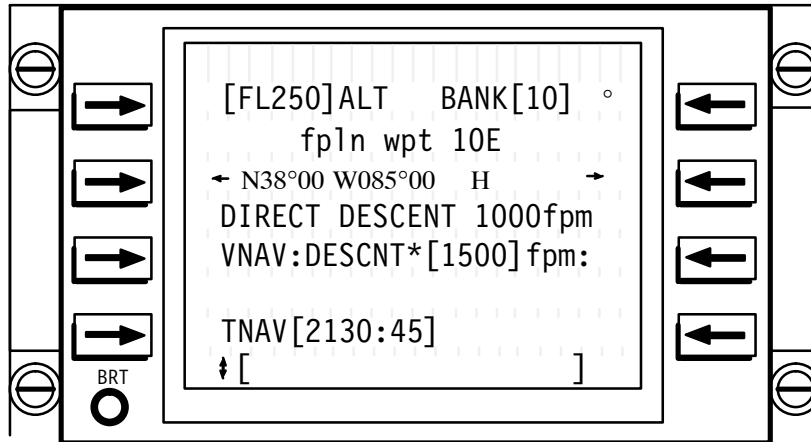 [FL250]ALT BANK[10] °
fpln wpt 10E
← N38°00 W085°00 H →
DIRECT DESCENT 1000fpm
VNAV:DESCNT*[1500]fpm:
TNAV[2130:45]
[ ]
BRT